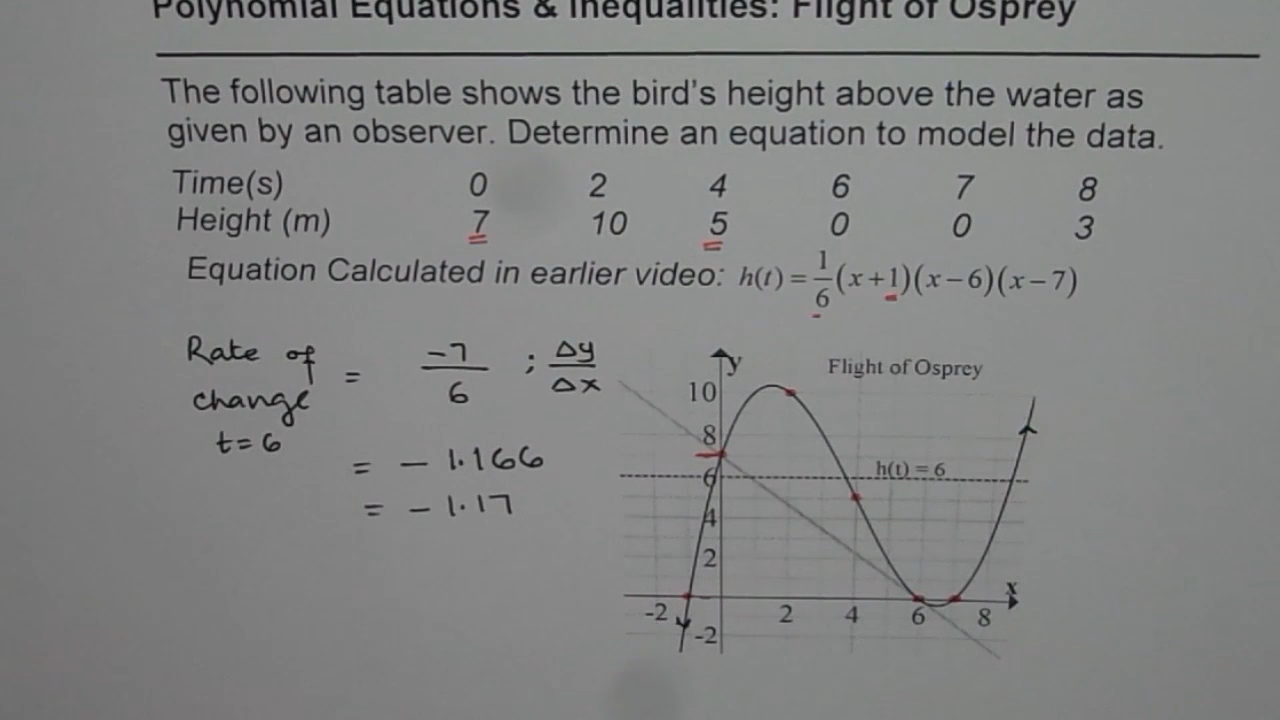 Polynomial Equations & Inequalities: Flight of Osprey
The following table shows the bird's height above the water as
given by an observer. Determine an equation to model the data.
Time(s) 0 2 4 6 7 8
Height (m) 7 10 5 0 0 3
Equation Calculated in earlier video: h(t) = 1/6 (x+1)(x−6)(x−7)
Rate of change t=6 = −7/6 ; Δy/Δx
= − 1.166
= − 1.17
y
Flight of Osprey
10
8
h(t) = 6
6
4
2
x
-2 2 4 6 8
-2